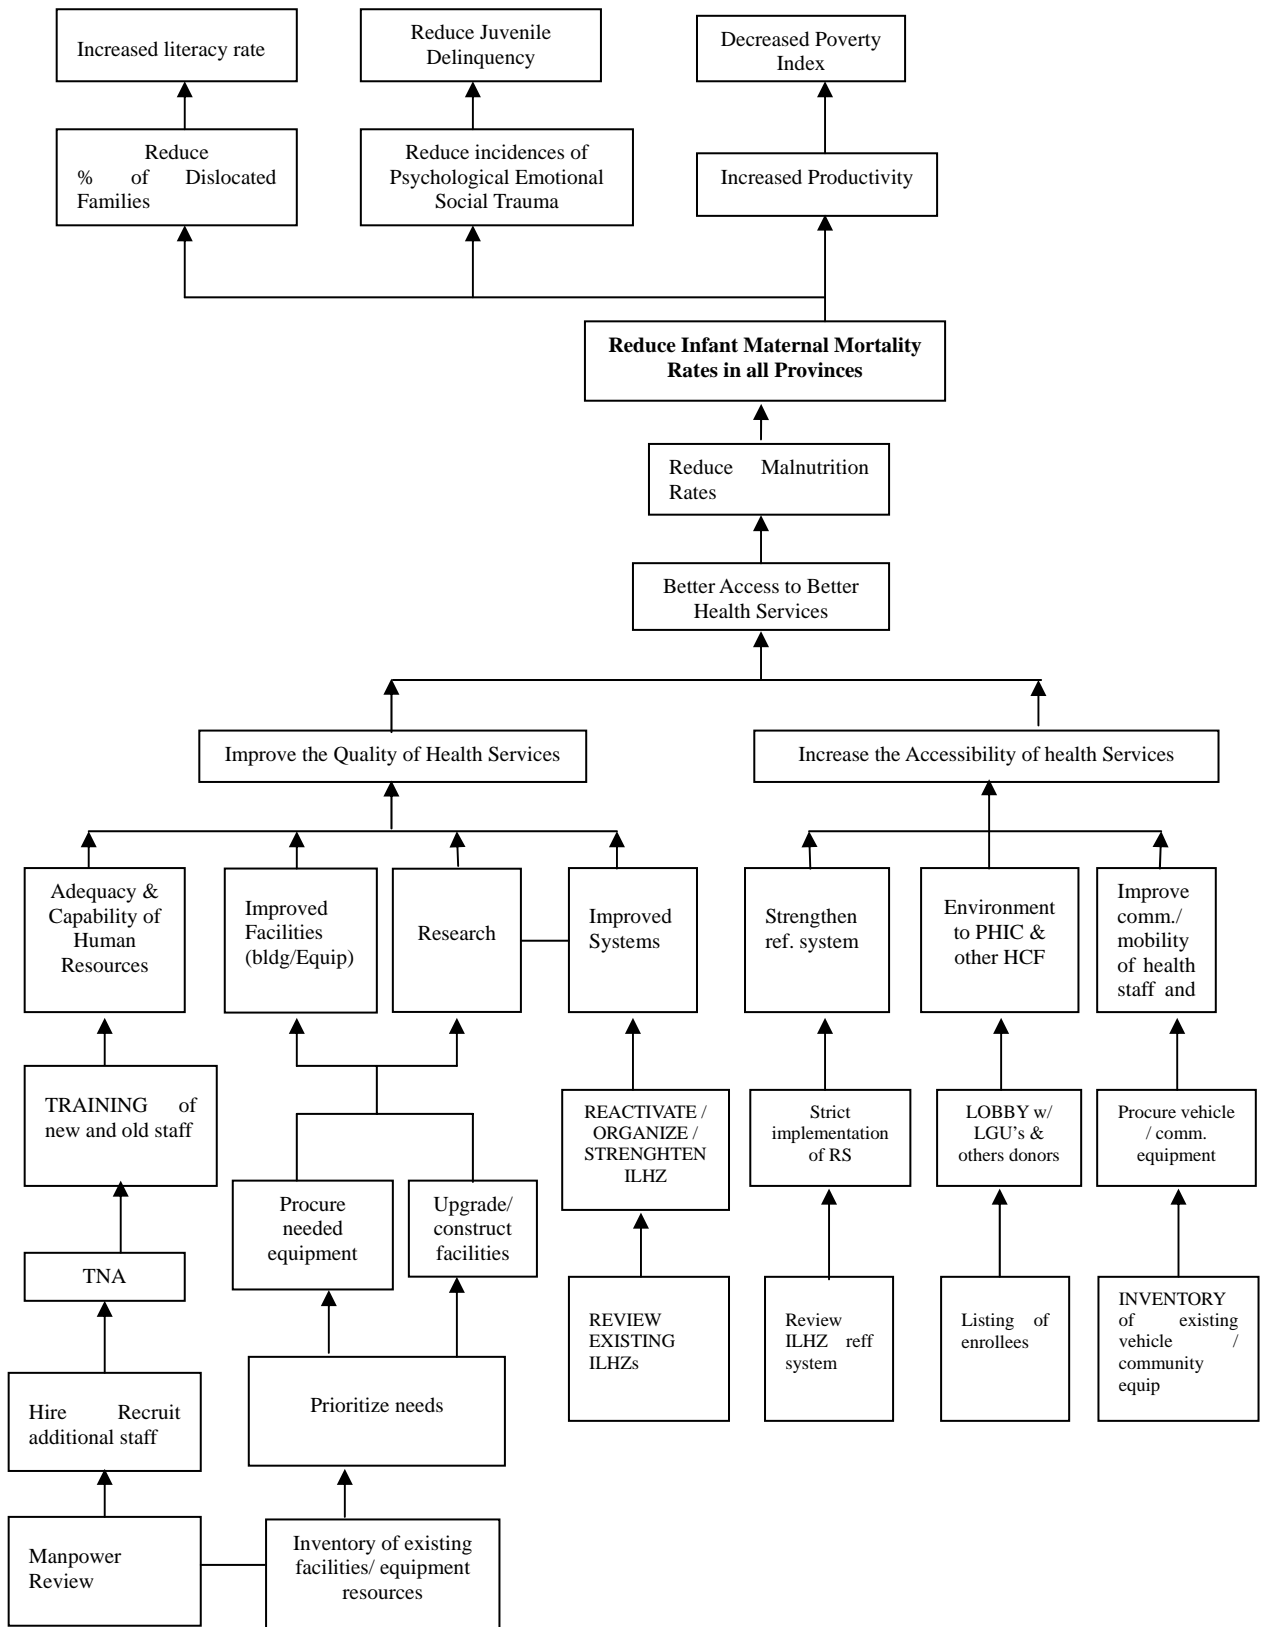 Increased literacy rate
Reduce Juvenile
Delinquency
Decreased Poverty
Index
Reduce
% of Dislocated
Families
Reduce incidences of
Psychological Emotional
Social Trauma
Increased Productivity
Reduce Infant Maternal Mortality
Rates in all Provinces
Reduce Malnutrition
Rates
Better Access to Better
Health Services
Improve the Quality of Health Services
Increase the Accessibility of health Services
Adequacy &
Capability of
Human
Resources
Improved
Facilities
(bldg/Equip)
Research
Improved
Systems
Strengthen
ref. system
Environment
to PHIC &
other HCF
Improve
comm./
mobility
of health
staff and
TRAINING of
new and old staff
REACTIVATE /
ORGANIZE /
STRENGHTEN
ILHZ
Strict
implementation
of RS
LOBBY w/
LGU's &
others donors
Procure vehicle
/ comm.
equipment
Procure
needed
equipment
Upgrade/
construct
facilities
TNA
REVIEW
EXISTING
ILHZs
Review
ILHZ reff
system
Listing of
enrollees
INVENTORY
of existing
vehicle /
community
equip
Hire Recruit
additional staff
Prioritize needs
Manpower
Review
Inventory of existing
facilities/ equipment
resources